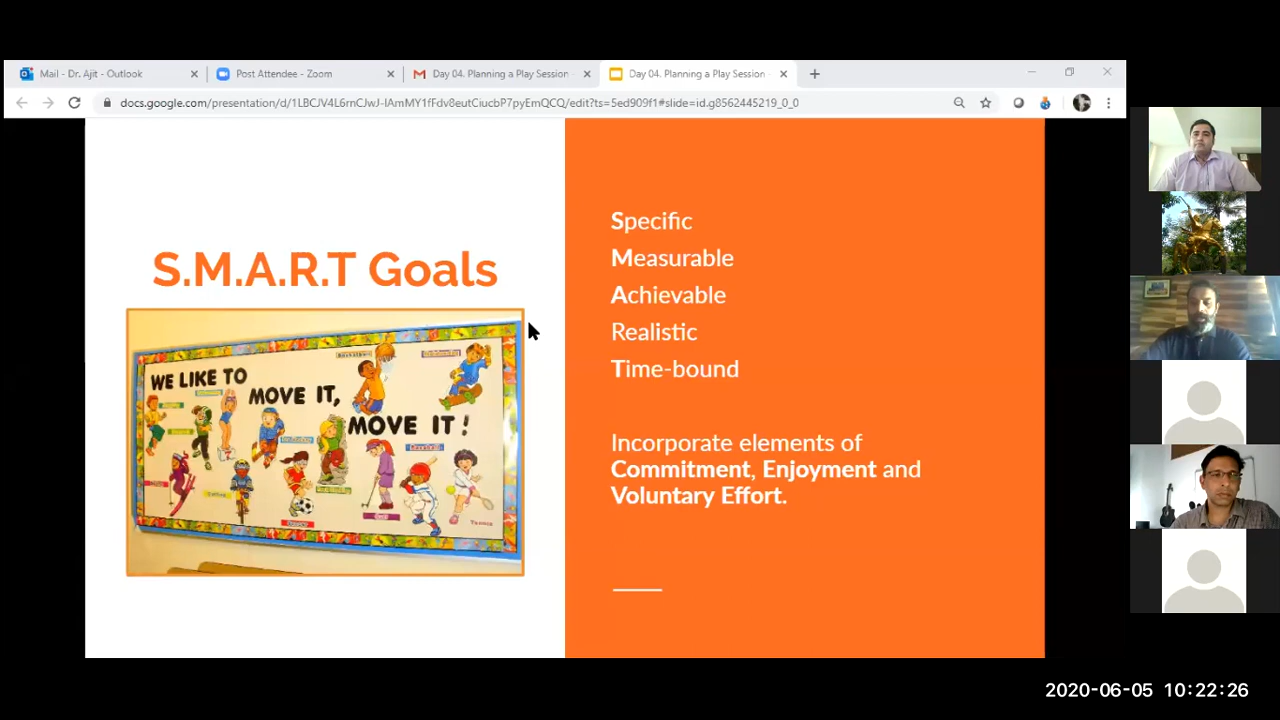 Mail - Dr. Ajit - Outlook
Post Attendee - Zoom
Day 04. Planning a Play Session -
Day 04. Planning a Play Session -
docs.google.com/presentation/d/1LBCJV4L6rnCJwJ-IAmMY1fFdv8eutCiucbP7pyEmQCQ/edit?ts=5ed909f1#slide=id.g8562445219_0_0
S.M.A.R.T Goals
WE LIKE TO
MOVE IT,
MOVE IT!
Tennis
Specific
Measurable
Achievable
Realistic
Time-bound
Incorporate elements of
Commitment, Enjoyment and
Voluntary Effort.
2020-06-05 10:22:26